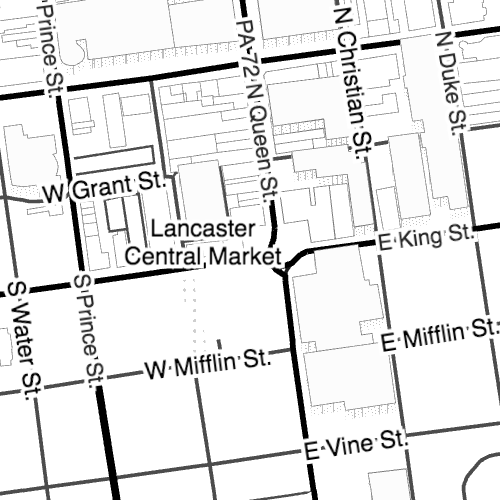 Prince St.
PA-72 N Queen St.
N Christian St.
N Duke St.
W Grant St.
Lancaster
Central Market
E King St.
S Water St.
S Prince St.
W Mifflin St.
E Mifflin St.
E Vine St.